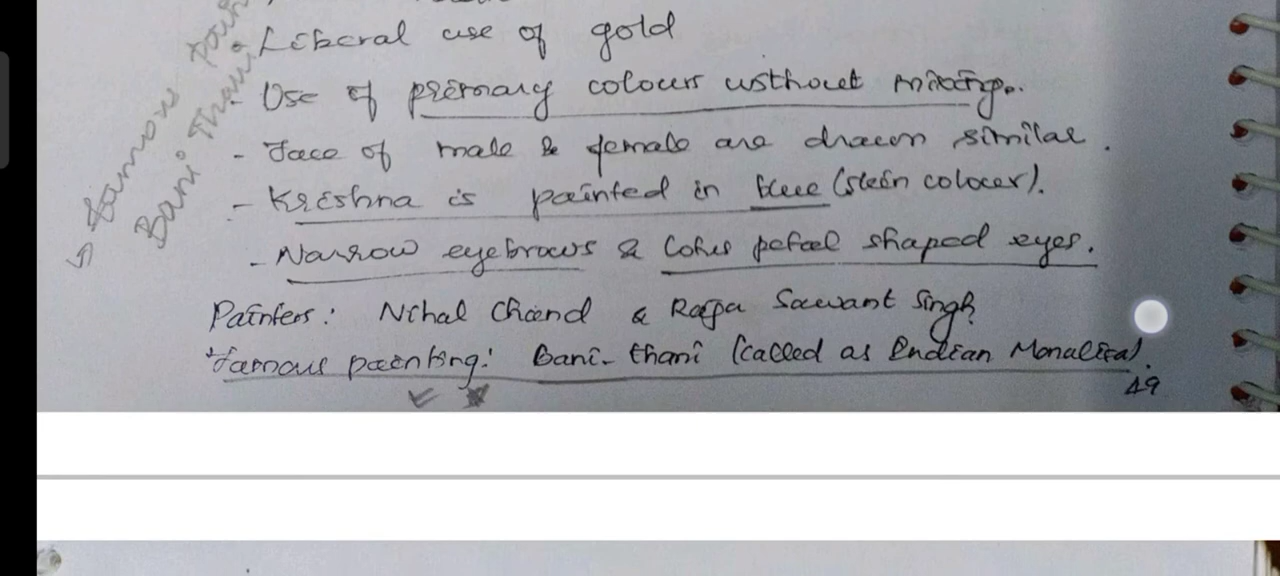 - Liberal use of gold
- Use of primary colours without mixing.
- Face of male & female are drawn similar.
- Krishna is painted in blue (skin colour).
- Narrow eyebrows & Lotus petal shaped eyes.
Painters: Nihal Chand & Raja Sawant Singh
*Famous painting: Bani-thani (called as Indian Monalisa).
49
→ famous
Bani Thani